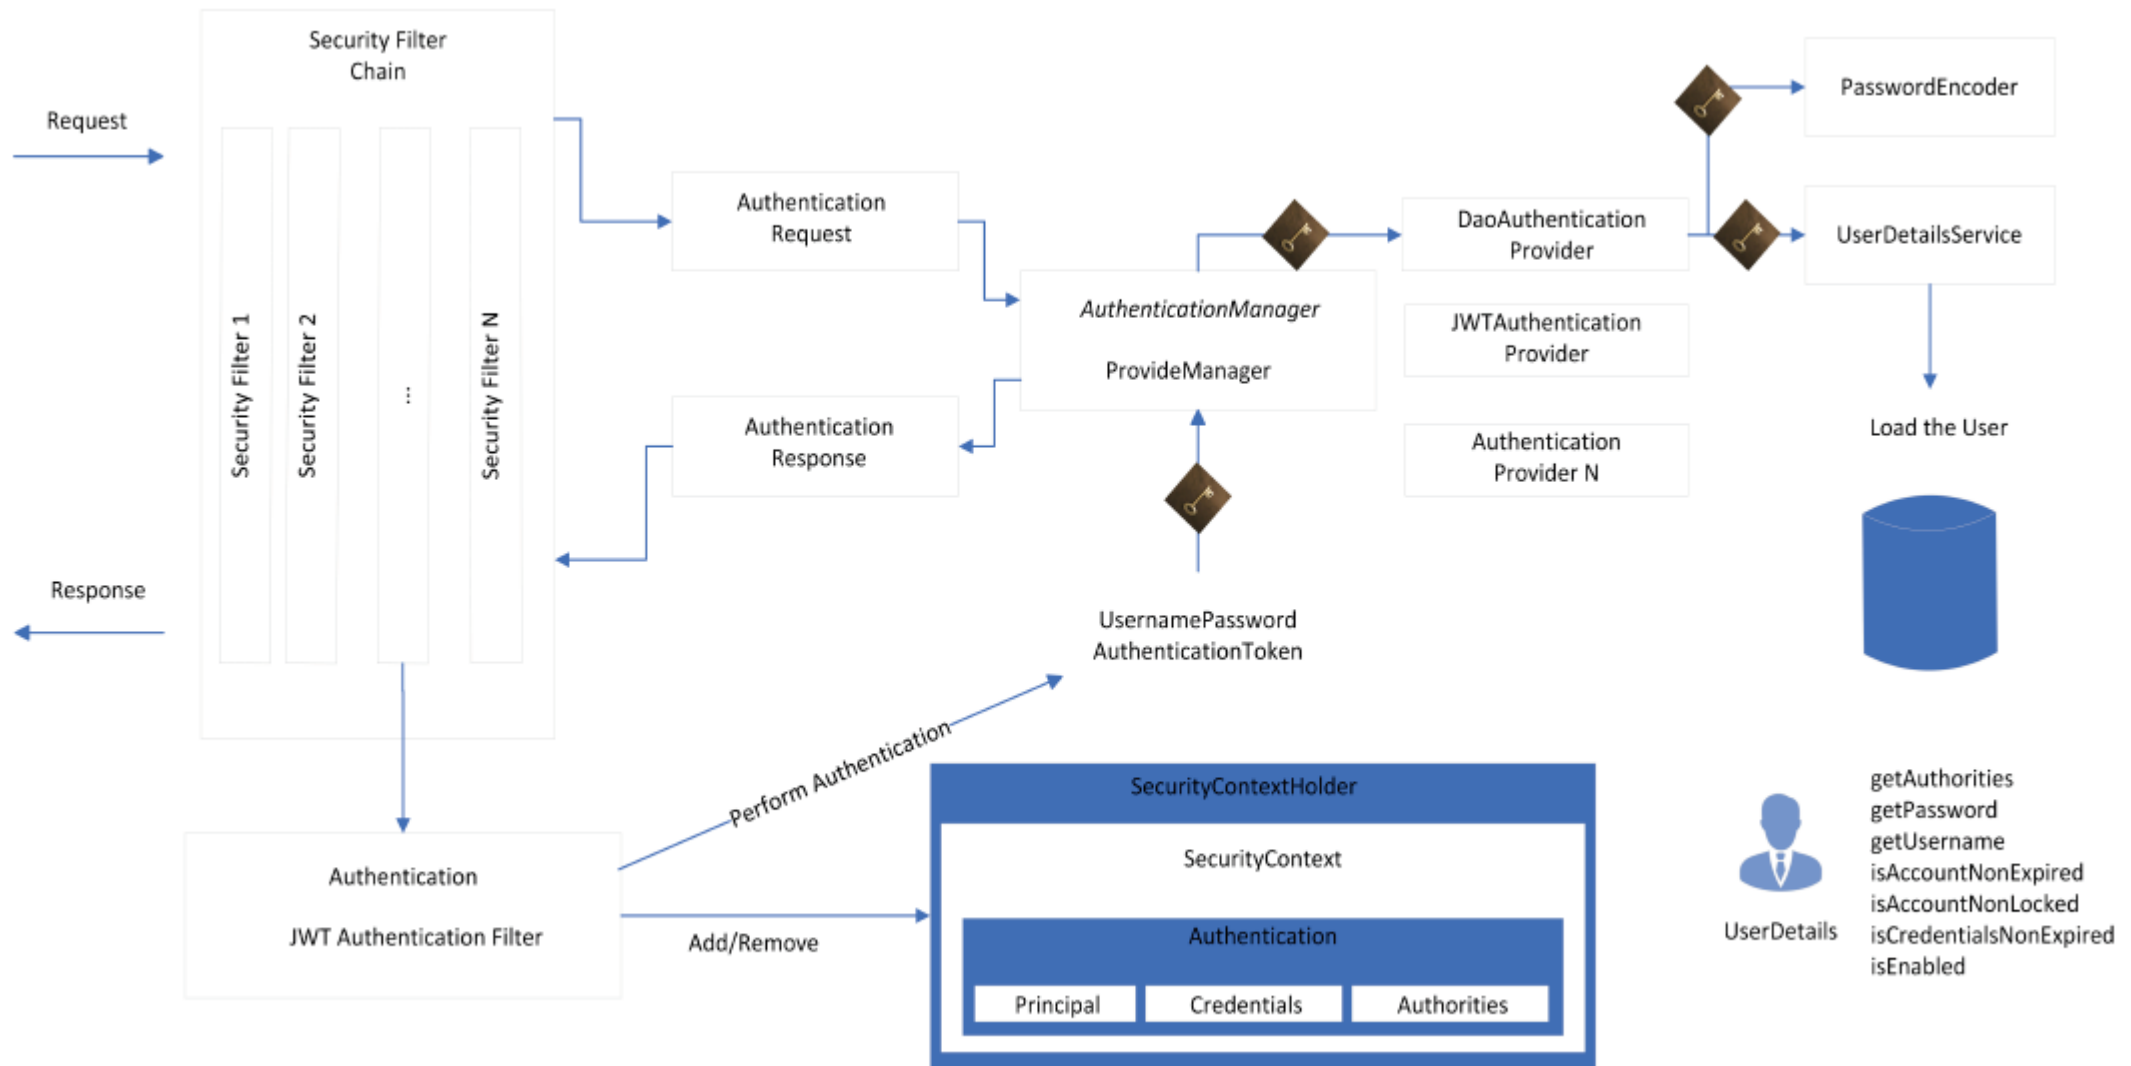 Security Filter
Chain
Request
Security Filter 1
Security Filter 2
...
Security Filter N
Response
Authentication
Request
Authentication
Response
AuthenticationManager
ProvideManager
DaoAuthentication
Provider
JWTAuthentication
Provider
Authentication
Provider N
PasswordEncoder
UserDetailsService
Load the User
UsernamePassword
AuthenticationToken
Perform Authentication
Authentication
JWT Authentication Filter
Add/Remove
SecurityContextHolder
SecurityContext
Authentication
Principal
Credentials
Authorities
UserDetails
getAuthorities
getPassword
getUsername
isAccountNonExpired
isAccountNonLocked
isCredentialsNonExpired
isEnabled